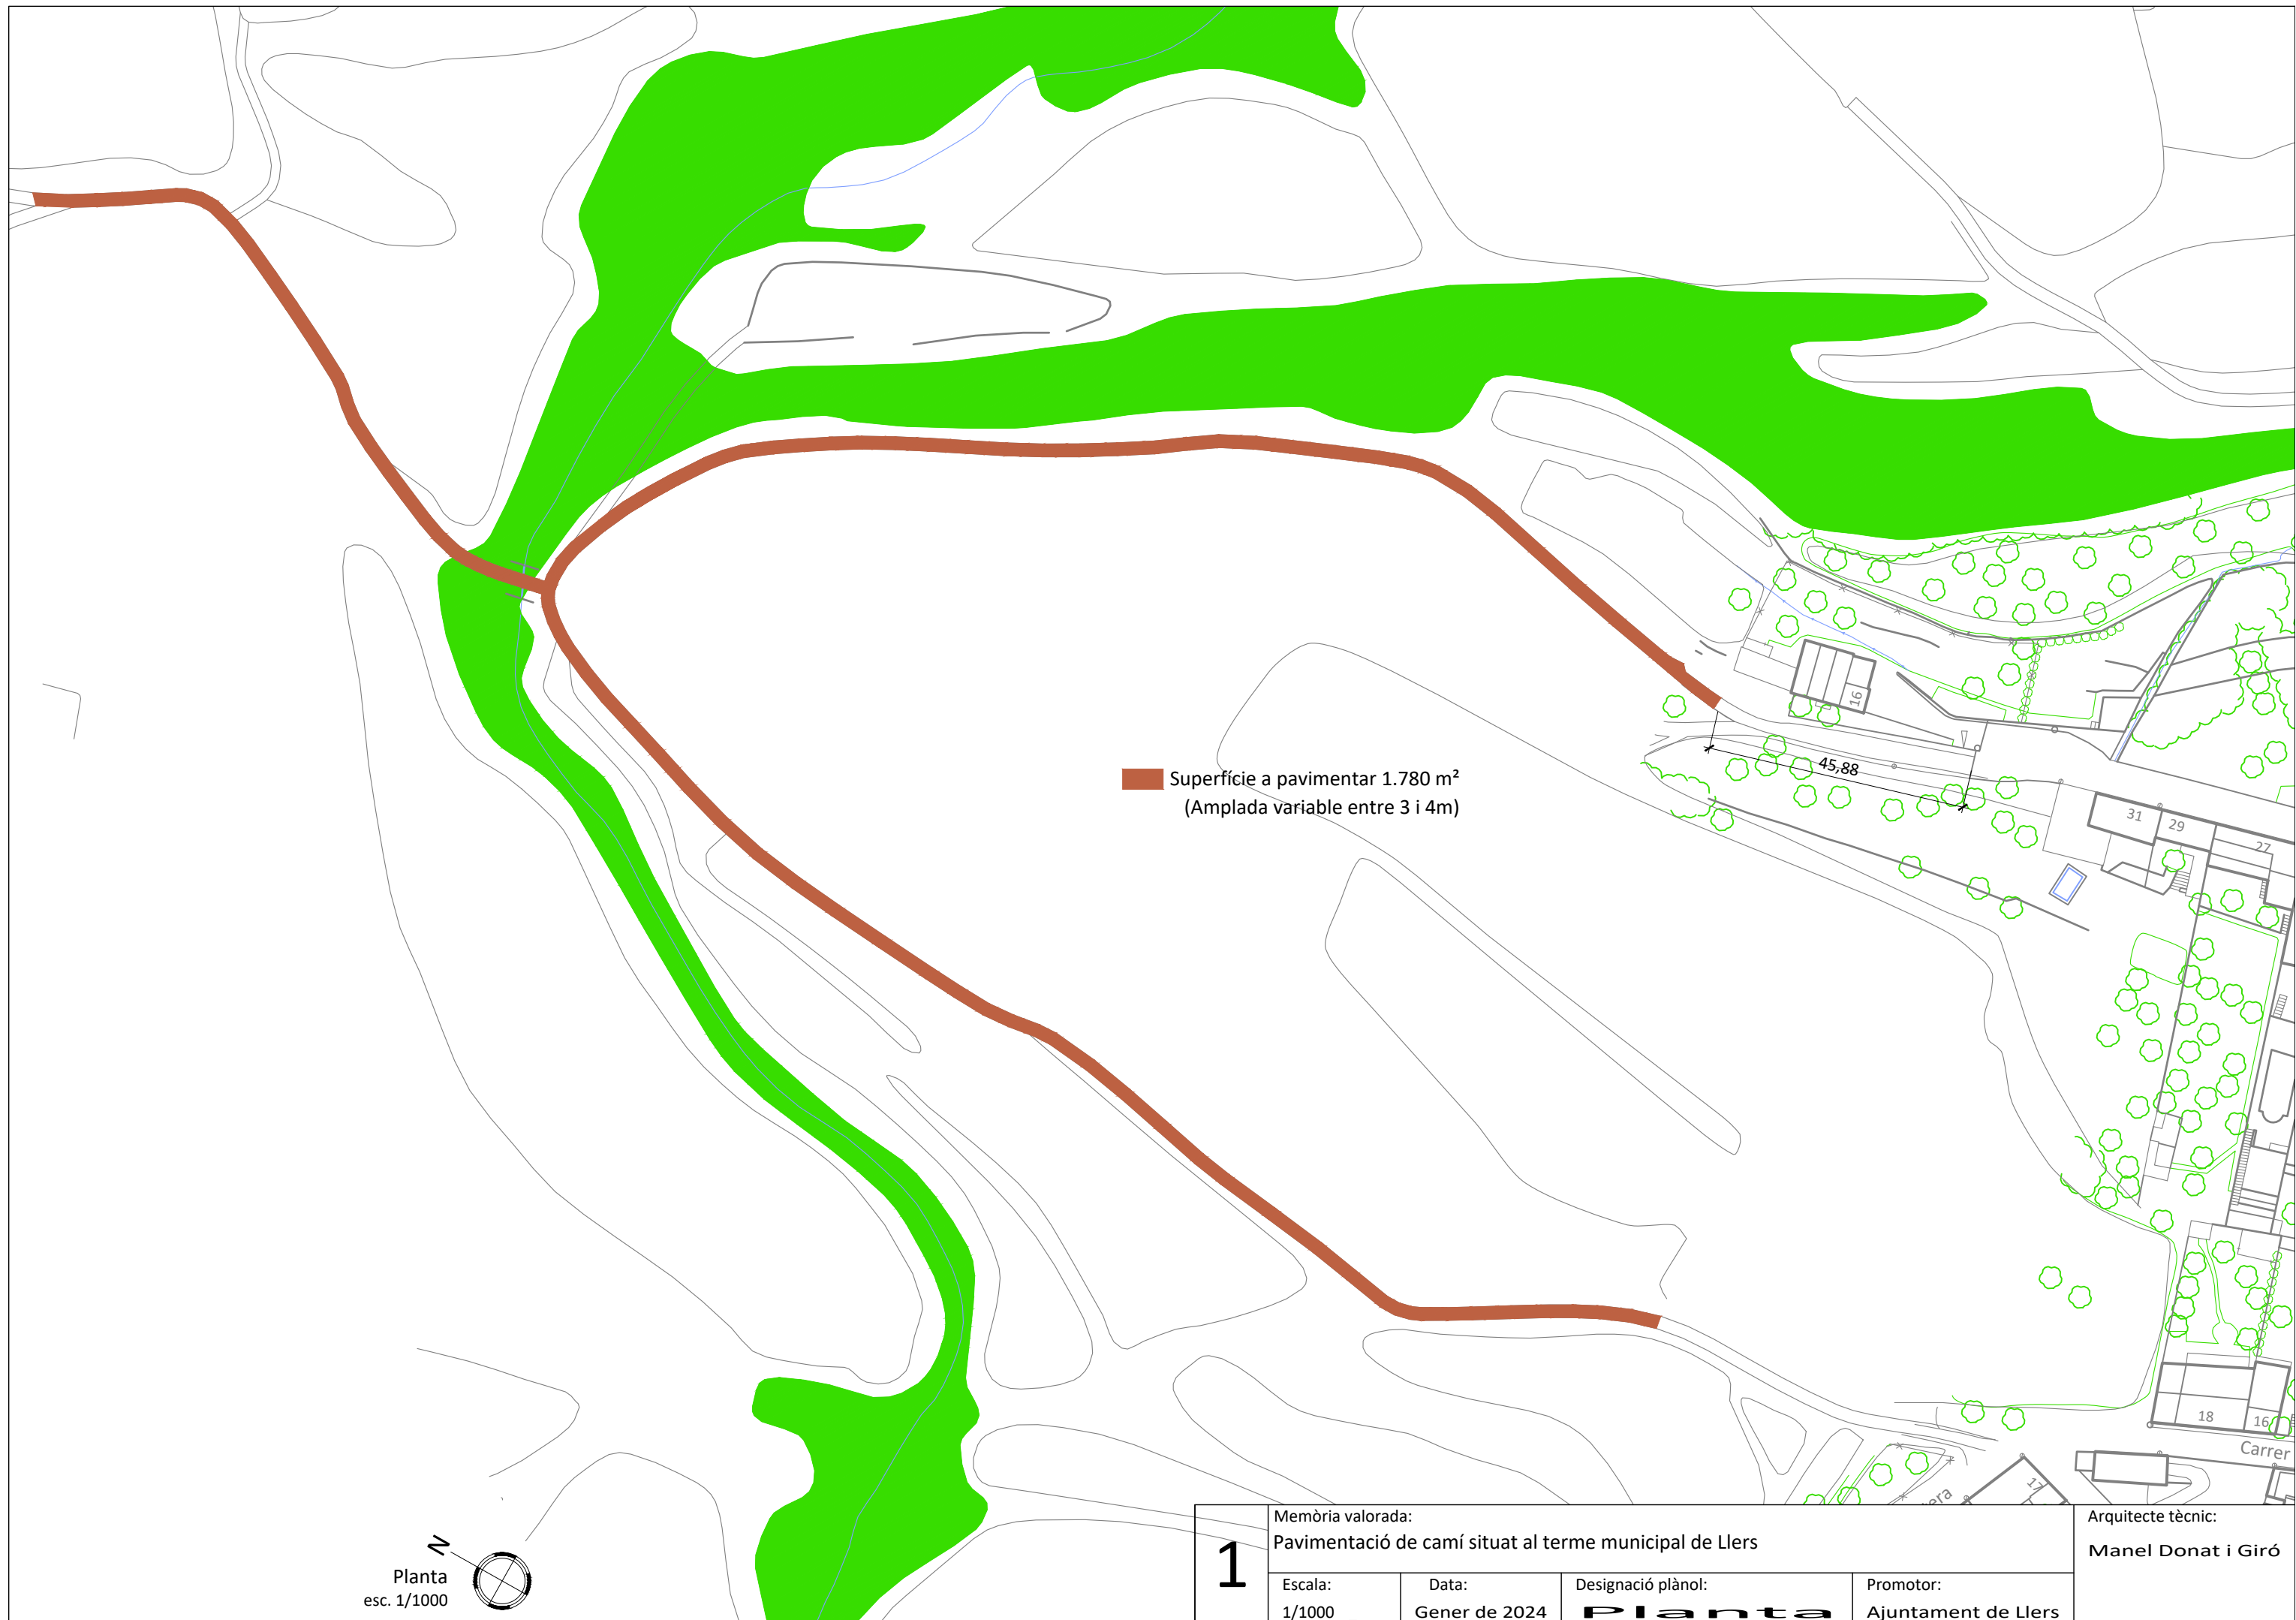 16
45,88
Superfície a pavimentar 1.780 m²
(Amplada variable entre 3 i 4m)
31
29
27
18
16
Carrer
17
era
N
Planta
esc. 1/1000
1
Memòria valorada:
Pavimentació de camí situat al terme municipal de Llers
Arquitecte tècnic:
Manel Donat i Giró
Escala:
1/1000
Data:
Gener de 2024
Designació plànol:
Planta
Promotor:
Ajuntament de Llers